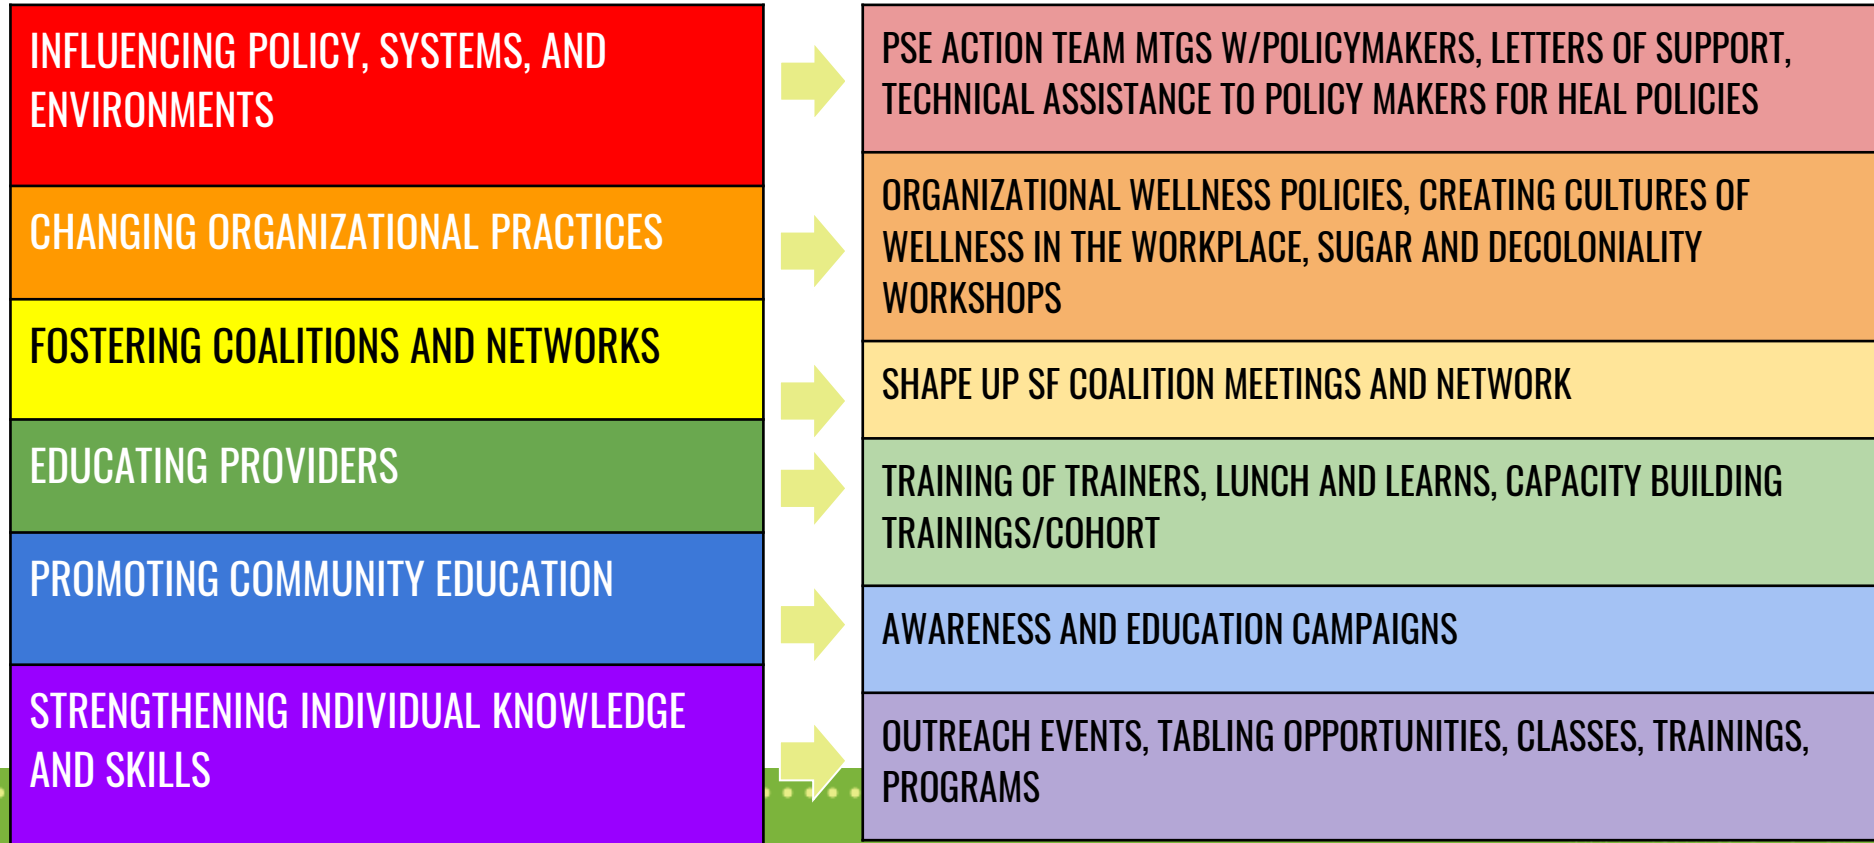 INFLUENCING POLICY, SYSTEMS, AND
ENVIRONMENTS
PSE ACTION TEAM MTGS W/POLICYMAKERS, LETTERS OF SUPPORT,
TECHNICAL ASSISTANCE TO POLICY MAKERS FOR HEAL POLICIES
CHANGING ORGANIZATIONAL PRACTICES
ORGANIZATIONAL WELLNESS POLICIES, CREATING CULTURES OF
WELLNESS IN THE WORKPLACE, SUGAR AND DECOLONIALITY
WORKSHOPS
FOSTERING COALITIONS AND NETWORKS
SHAPE UP SF COALITION MEETINGS AND NETWORK
EDUCATING PROVIDERS
TRAINING OF TRAINERS, LUNCH AND LEARNS, CAPACITY BUILDING
TRAININGS/COHORT
PROMOTING COMMUNITY EDUCATION
AWARENESS AND EDUCATION CAMPAIGNS
STRENGTHENING INDIVIDUAL KNOWLEDGE
AND SKILLS
OUTREACH EVENTS, TABLING OPPORTUNITIES, CLASSES, TRAININGS,
PROGRAMS